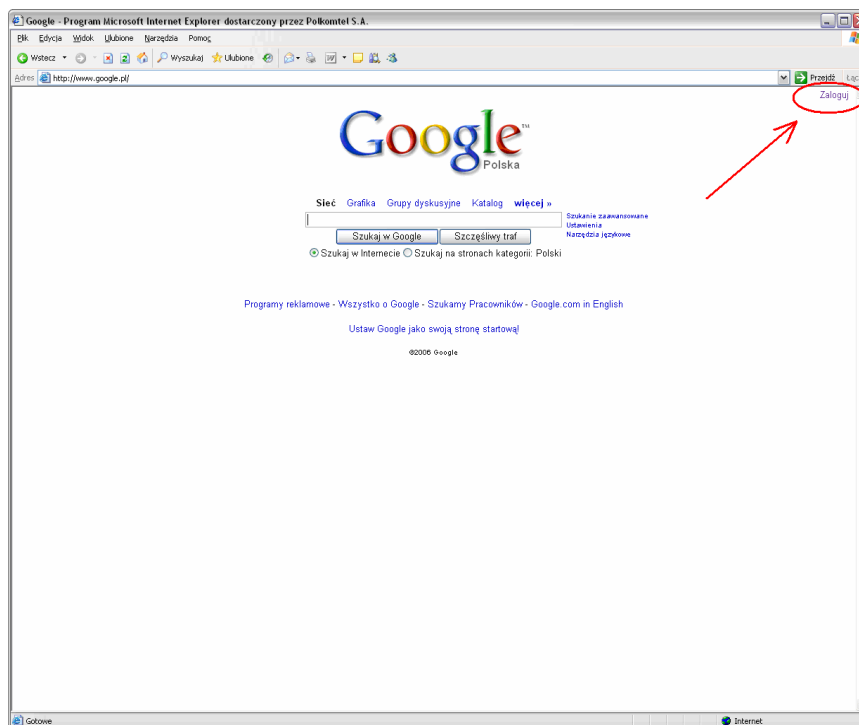 Google - Program Microsoft Internet Explorer dostarczony przez Polkomtel S.A.
Plik Edycja Widok Ulubione Narzędzia Pomoc
Wstecz Wyszukaj Ulubione
Adres http://www.google.pl/ Przejdź Łąc
Zaloguj
Google™
Polska
Sieć Grafika Grupy dyskusyjne Katalog więcej »
Szukanie zaawansowane
Ustawienia
Narzędzia językowe
Szukaj w Google Szczęśliwy traf
Szukaj w Internecie Szukaj na stronach kategorii: Polski
Programy reklamowe - Wszystko o Google - Szukamy Pracowników - Google.com in English
Ustaw Google jako swoją stronę startową!
©2006 Google
Gotowe Internet